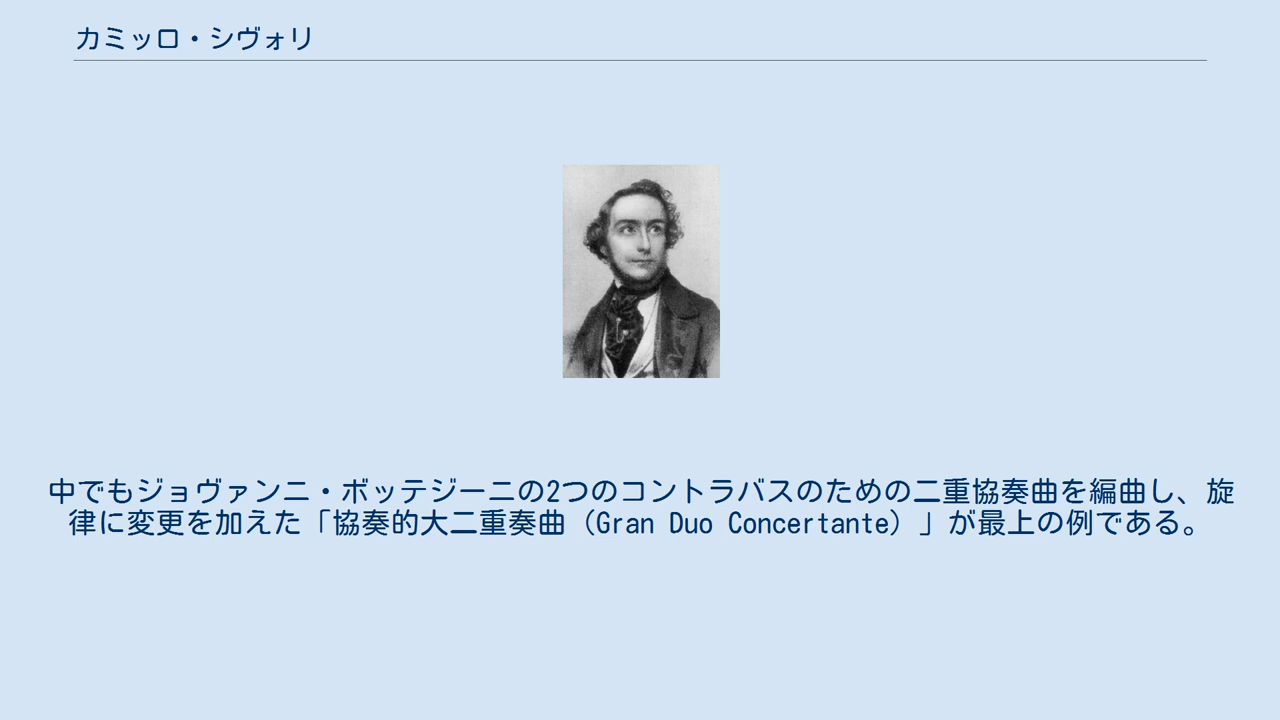 カミッロ・シヴォリ
中でもジョヴァンニ・ボッテジーニの2つのコントラバスのための二重協奏曲を編曲し、旋
律に変更を加えた「協奏的大二重奏曲（Gran Duo Concertante）」が最上の例である。